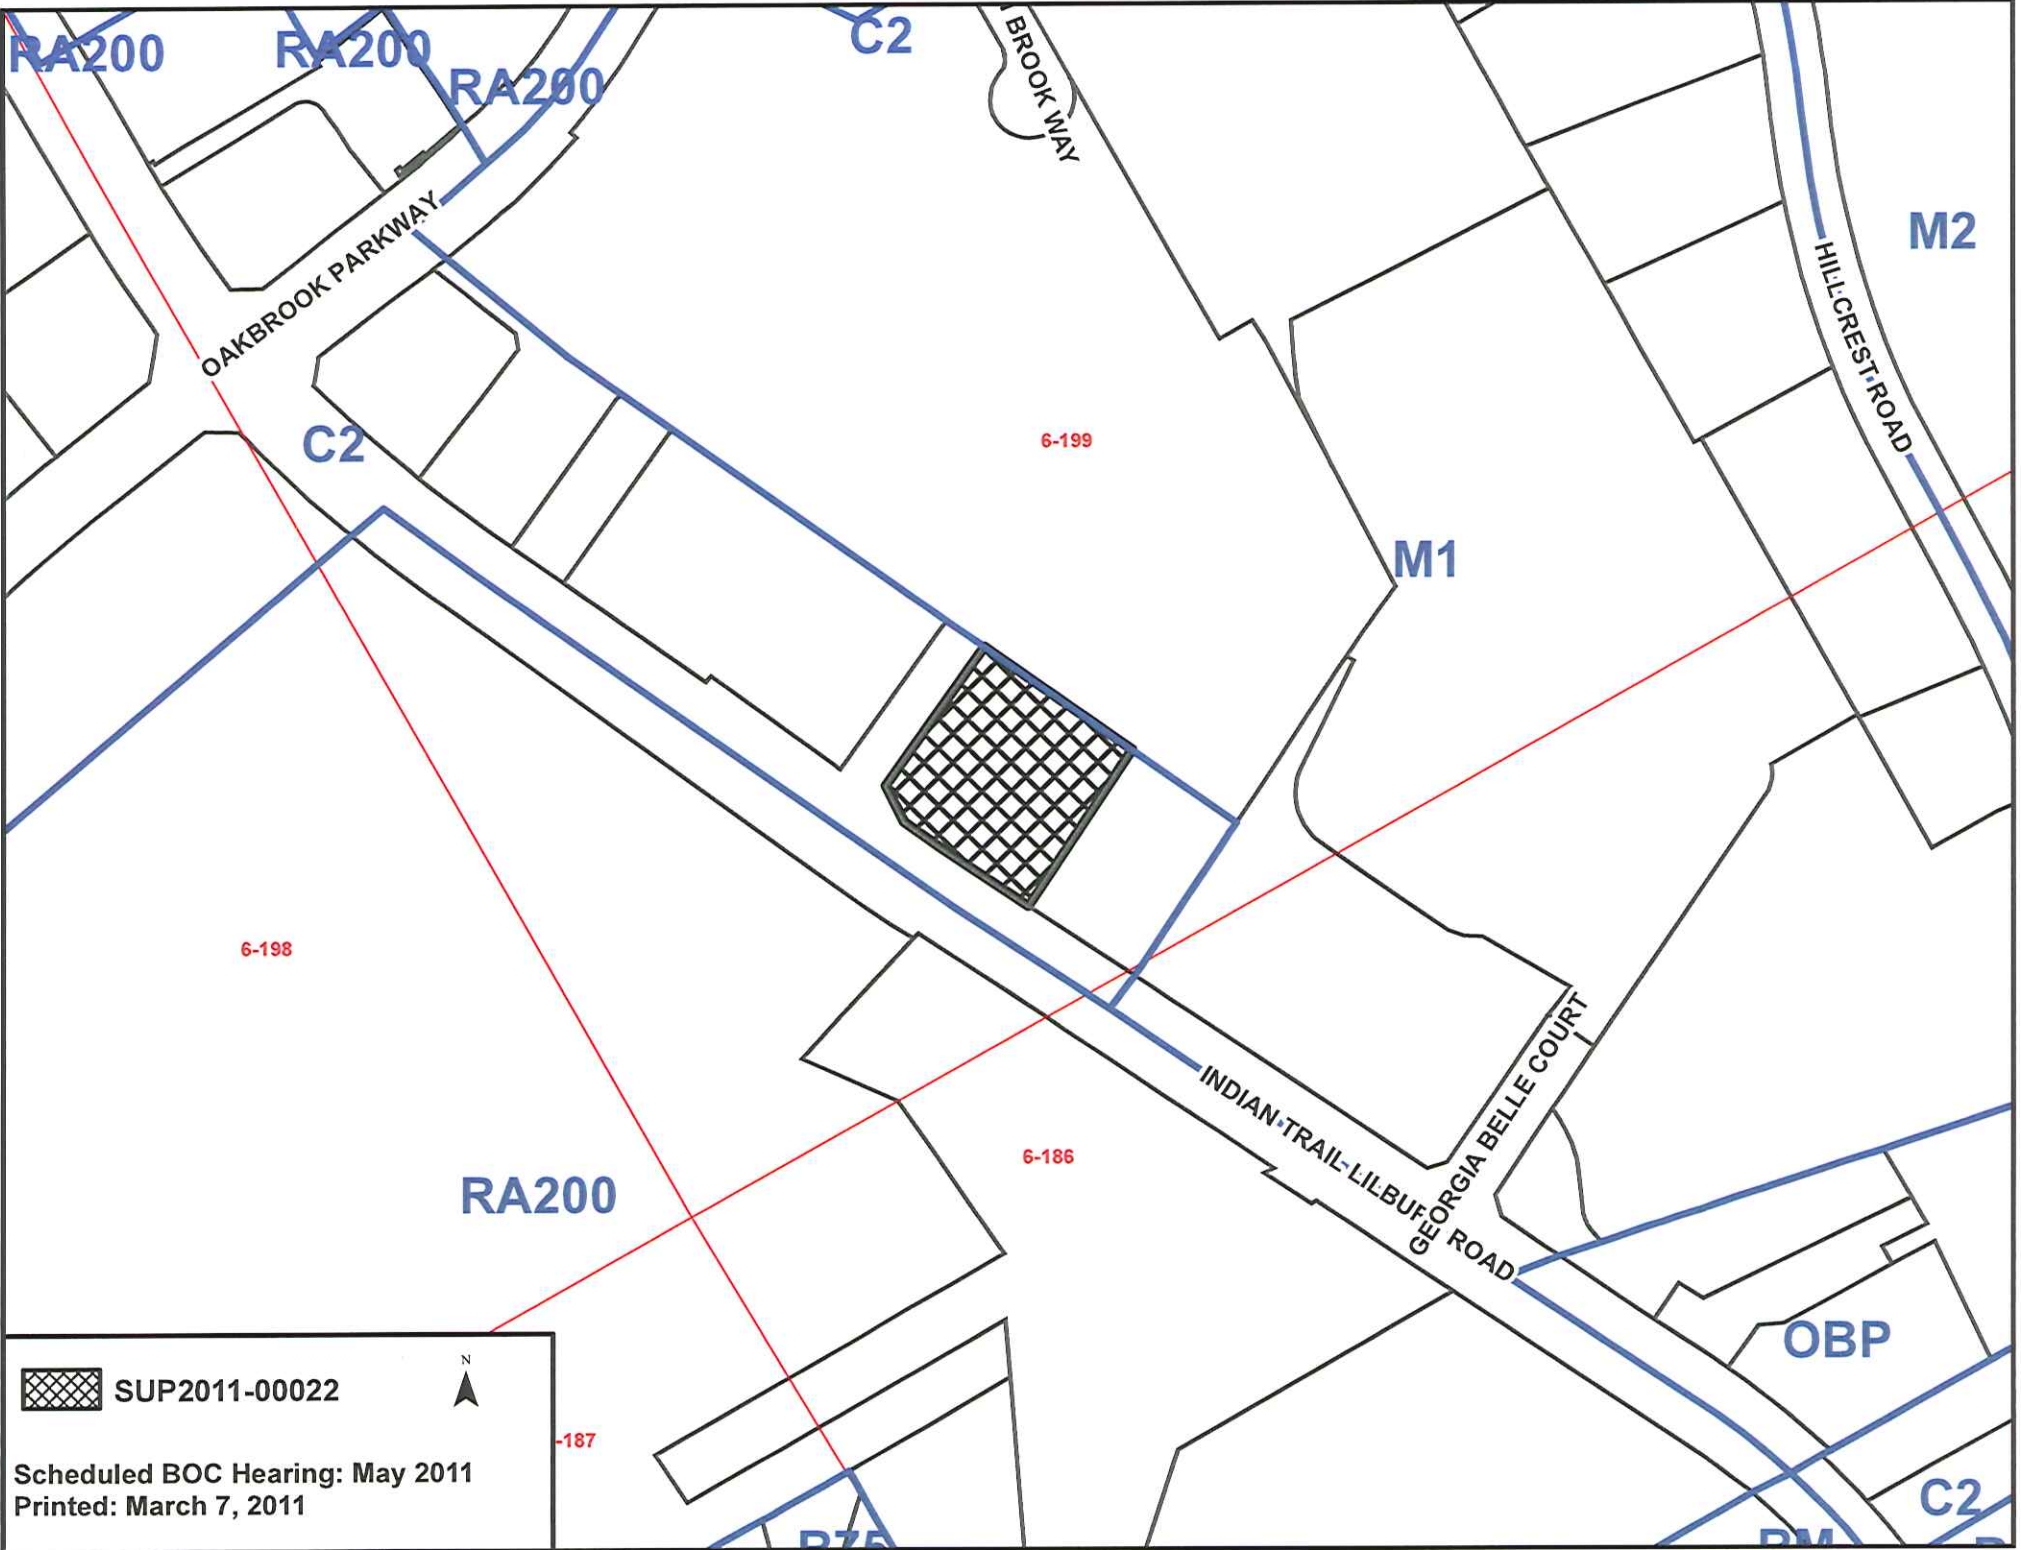 RA200
RA200
RA200
C2
BROOK WAY
M2
OAKBROOK PARKWAY
HILLCREST ROAD
C2
6-199
M1
6-198
6-186
RA200
INDIAN TRAIL-LILBUR ROAD
GEORGIA BELLE COURT
OBP
N
SUP2011-00022
-187
Scheduled BOC Hearing: May 2011
Printed: March 7, 2011
C2